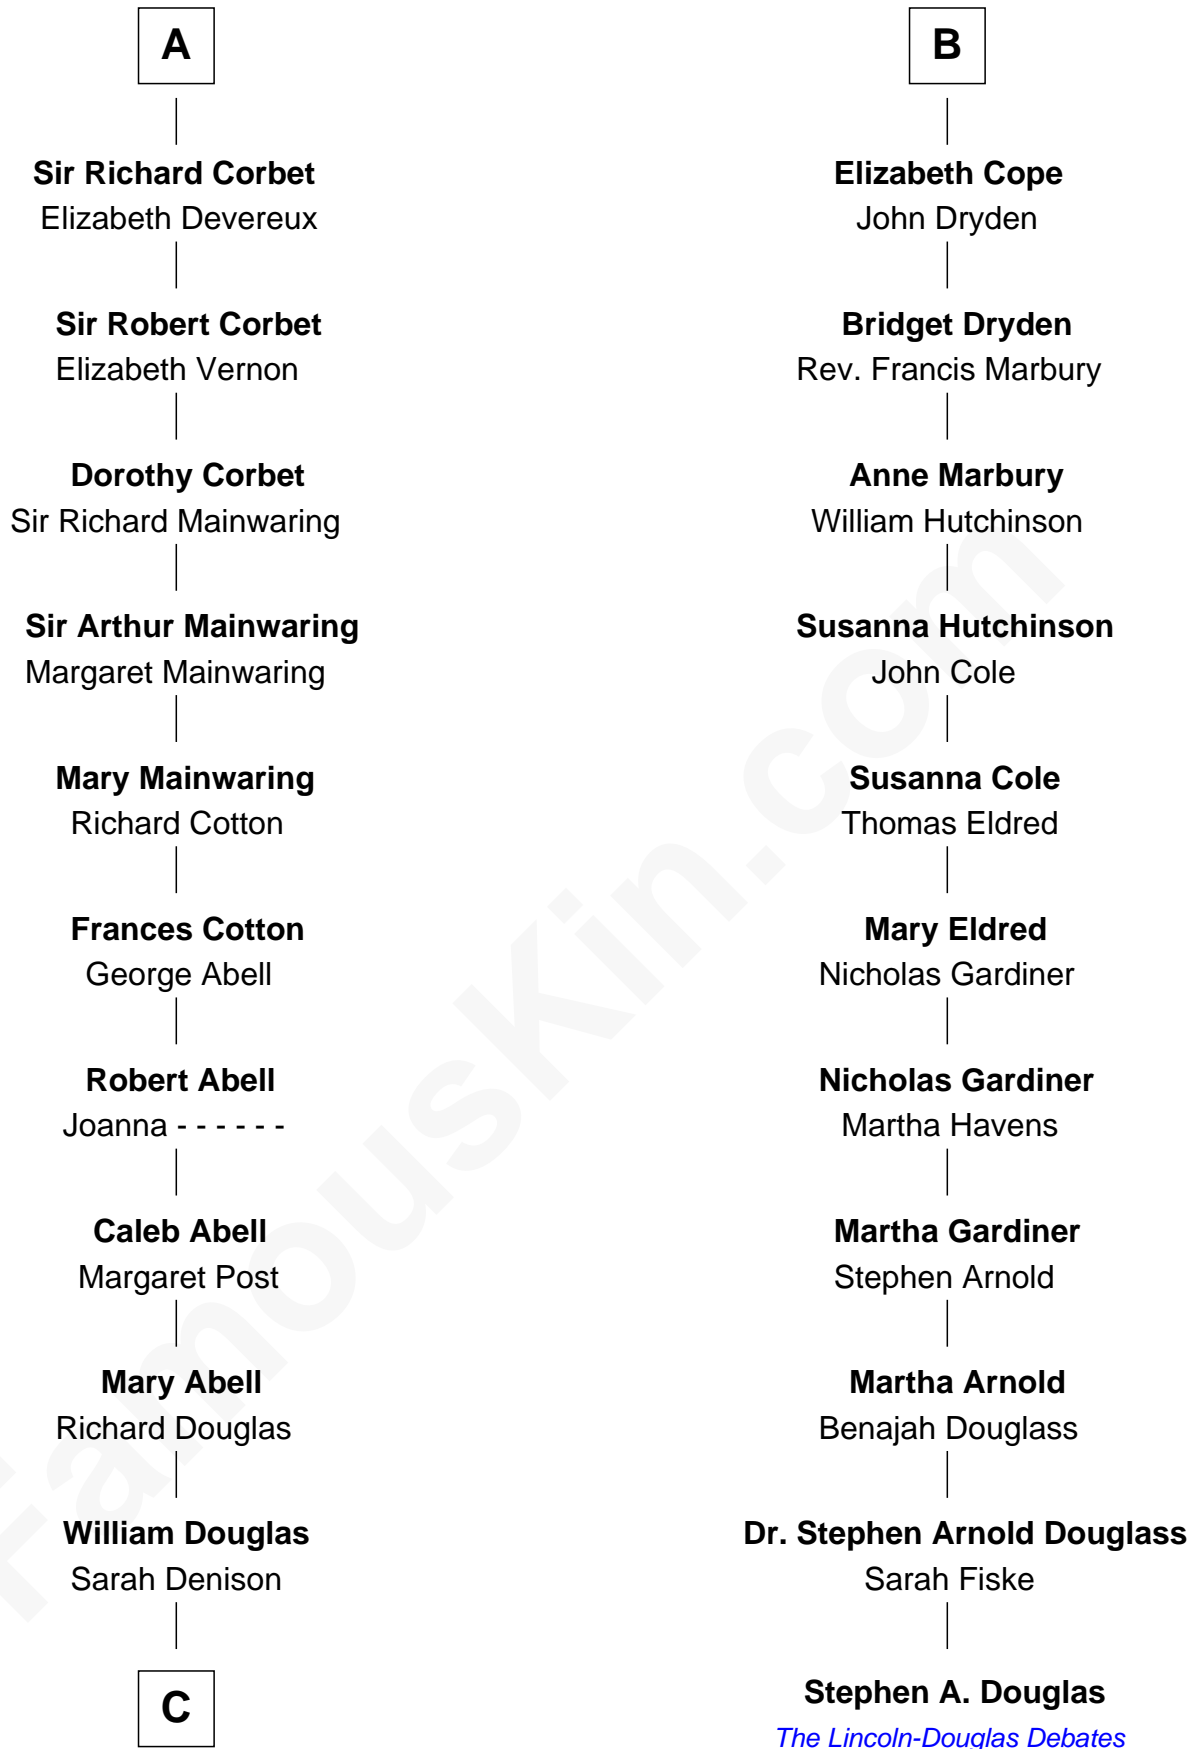 A
Sir Richard Corbet
Elizabeth Devereux
Sir Robert Corbet
Elizabeth Vernon
Dorothy Corbet
Sir Richard Mainwaring
Sir Arthur Mainwaring
Margaret Mainwaring
Mary Mainwaring
Richard Cotton
Frances Cotton
George Abell
Robert Abell
Joanna - - - - - -
Caleb Abell
Margaret Post
Mary Abell
Richard Douglas
William Douglas
Sarah Denison
C
B
Elizabeth Cope
John Dryden
Bridget Dryden
Rev. Francis Marbury
Anne Marbury
William Hutchinson
Susanna Hutchinson
John Cole
Susanna Cole
Thomas Eldred
Mary Eldred
Nicholas Gardiner
Nicholas Gardiner
Martha Havens
Martha Gardiner
Stephen Arnold
Martha Arnold
Benajah Douglass
Dr. Stephen Arnold Douglass
Sarah Fiske
Stephen A. Douglas
The Lincoln-Douglas Debates
FamousKin.com